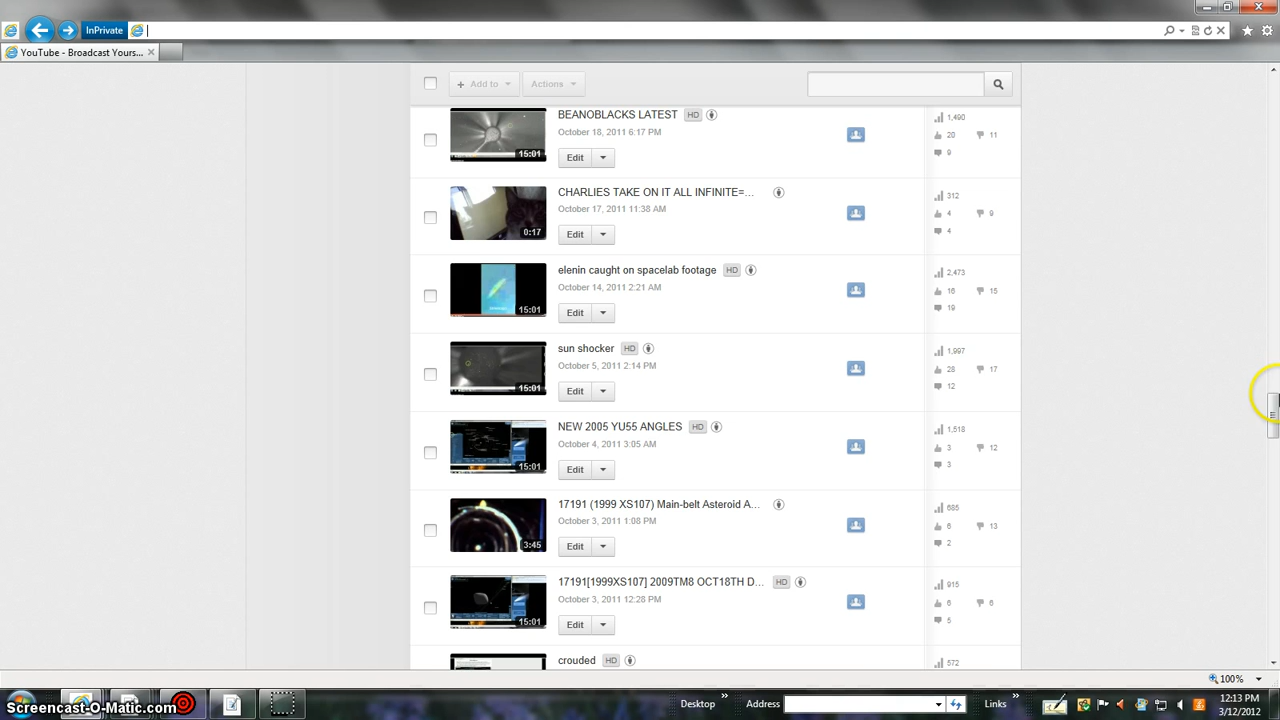 InPrivate
YouTube - Broadcast Yours...
Add to
Actions
BEANOBLACKS LATEST HD
October 18, 2011 6:17 PM
15:01
Edit
1,490
20 11
9
CHARLIES TAKE ON IT ALL INFINITE=...
October 17, 2011 11:38 AM
0:17
Edit
312
4 9
4
elenin caught on spacelab footage HD
October 14, 2011 2:21 AM
15:01
Edit
2,473
16 15
19
sun shocker HD
October 5, 2011 2:14 PM
15:01
Edit
1,997
28 17
12
NEW 2005 YU55 ANGLES HD
October 4, 2011 3:05 AM
15:01
Edit
1,518
3 12
3
17191 (1999 XS107) Main-belt Asteroid A...
October 3, 2011 1:08 PM
3:45
Edit
685
6 13
2
17191[1999XS107] 2009TM8 OCT18TH D... HD
October 3, 2011 12:28 PM
15:01
Edit
915
6 6
5
crouded HD
572
100%
Screencast-O-Matic.com
Desktop
Address
Links
12:13 PM
3/12/2012